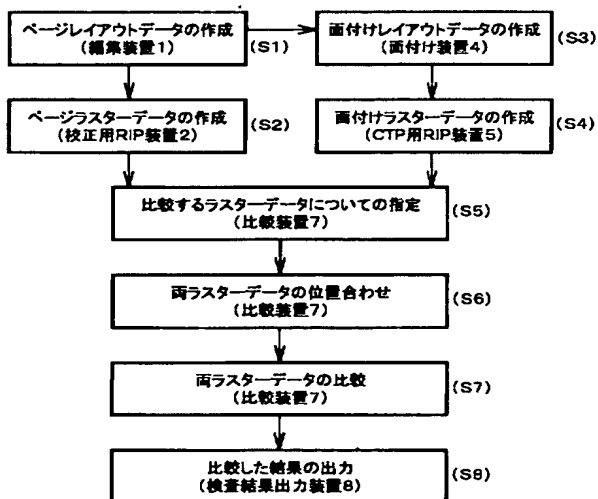 ページレイアウトデータの作成
(編集装置1)
(S1)
面付けレイアウトデータの作成
(面付け装置4)
(S3)
ページラスターデータの作成
(校正用RIP装置2)
(S2)
面付けラスターデータの作成
(CTP用RIP装置5)
(S4)
比較するラスターデータについての指定
(比較装置7)
(S5)
両ラスターデータの位置合わせ
(比較装置7)
(S6)
両ラスターデータの比較
(比較装置7)
(S7)
比較した結果の出力
(検査結果出力装置8)
(S8)